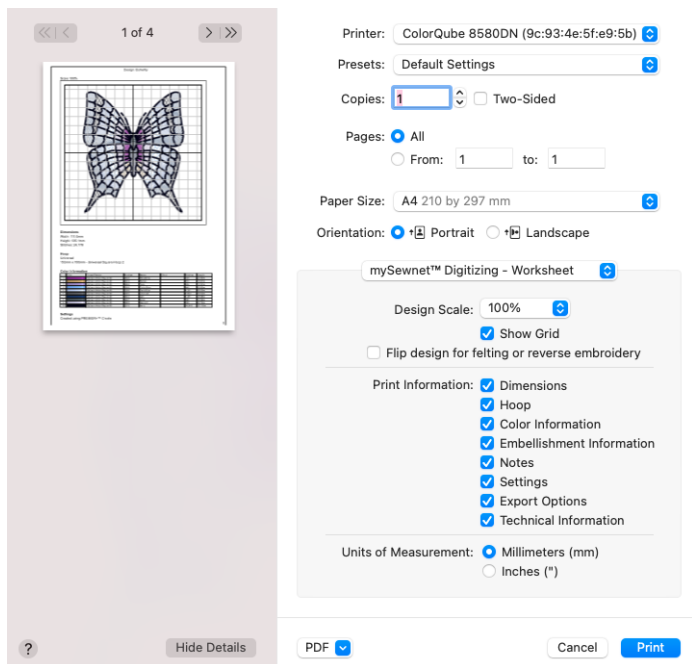 1 of 4
Printer: ColorQube 8580DN (9c:93:4e:5f:e9:5b)
Presets: Default Settings
Copies: 1 Two-Sided
Pages: All
From: 1 to: 1
Paper Size: A4 210 by 297 mm
Orientation: Portrait Landscape
mySewnet™ Digitizing - Worksheet
Design Scale: 100%
Show Grid
Flip design for felting or reverse embroidery
Print Information: Dimensions
Hoop
Color Information
Embellishment Information
Notes
Settings
Export Options
Technical Information
Units of Measurement: Millimeters (mm)
Inches (")
? Hide Details PDF Cancel Print